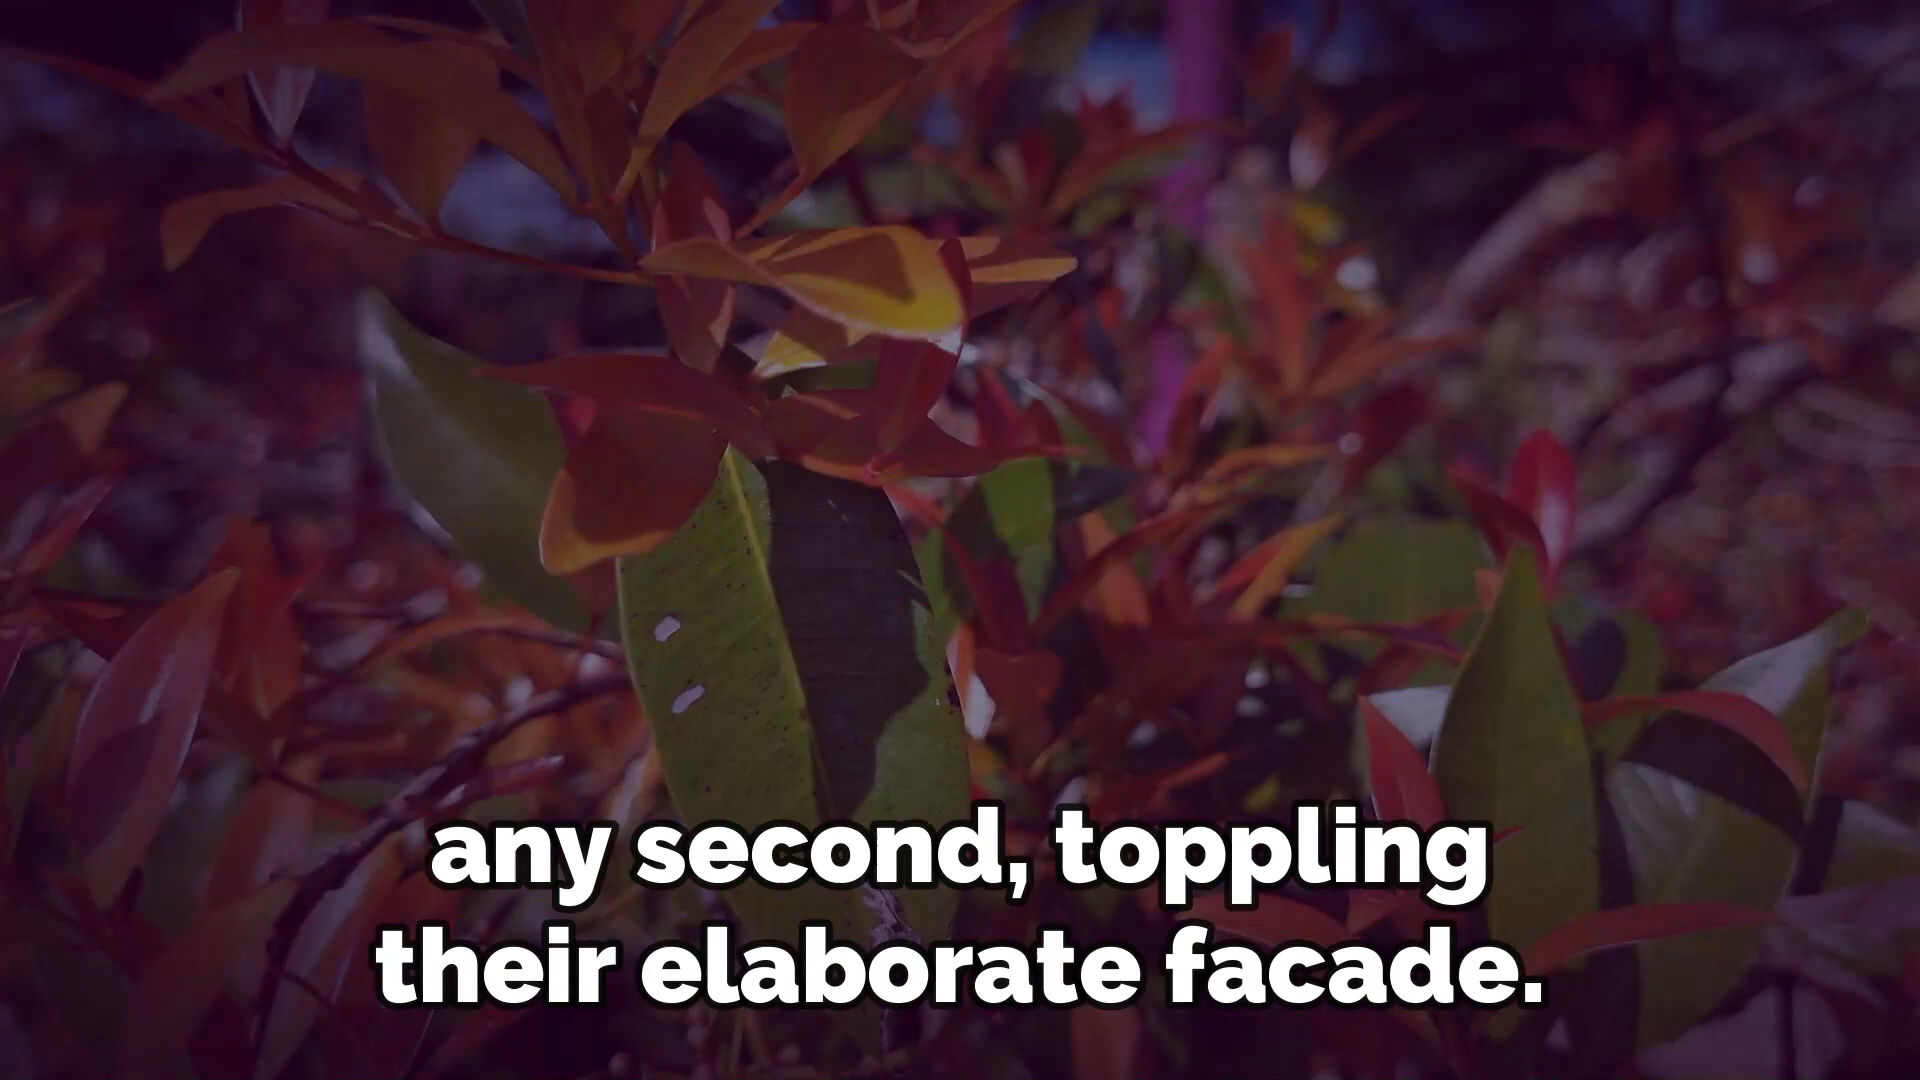 any second, toppling
their elaborate facade.